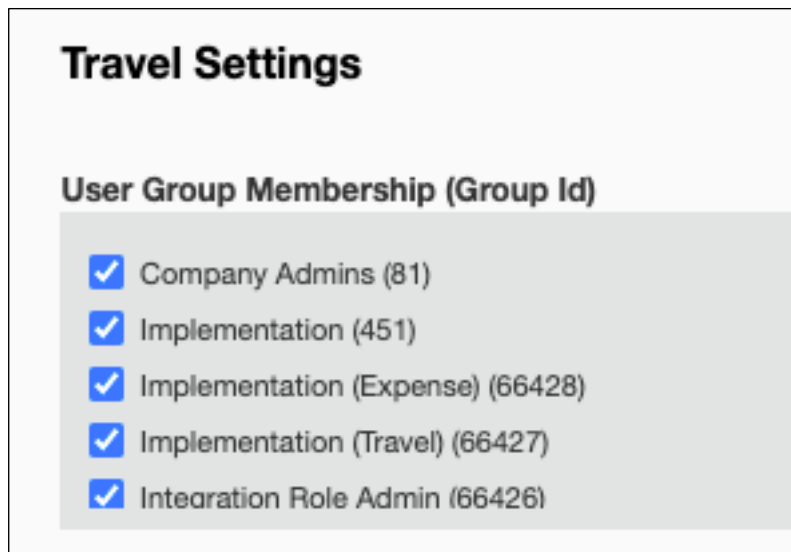 Travel Settings
User Group Membership (Group Id)
Company Admins (81)
Implementation (451)
Implementation (Expense) (66428)
Implementation (Travel) (66427)
Integration Role Admin (66426)